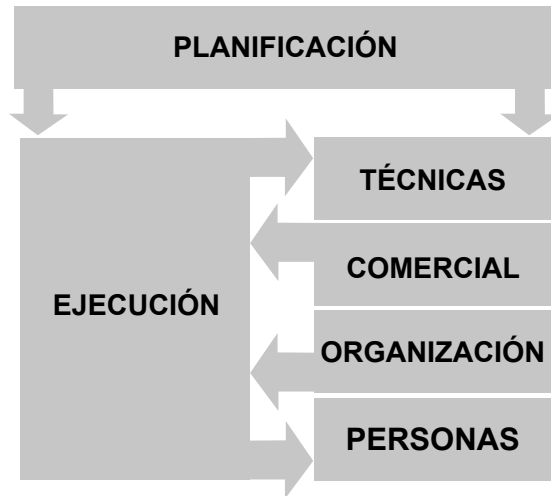 PLANIFICACIÓN
TÉCNICAS
COMERCIAL
EJECUCIÓN
ORGANIZACIÓN
PERSONAS